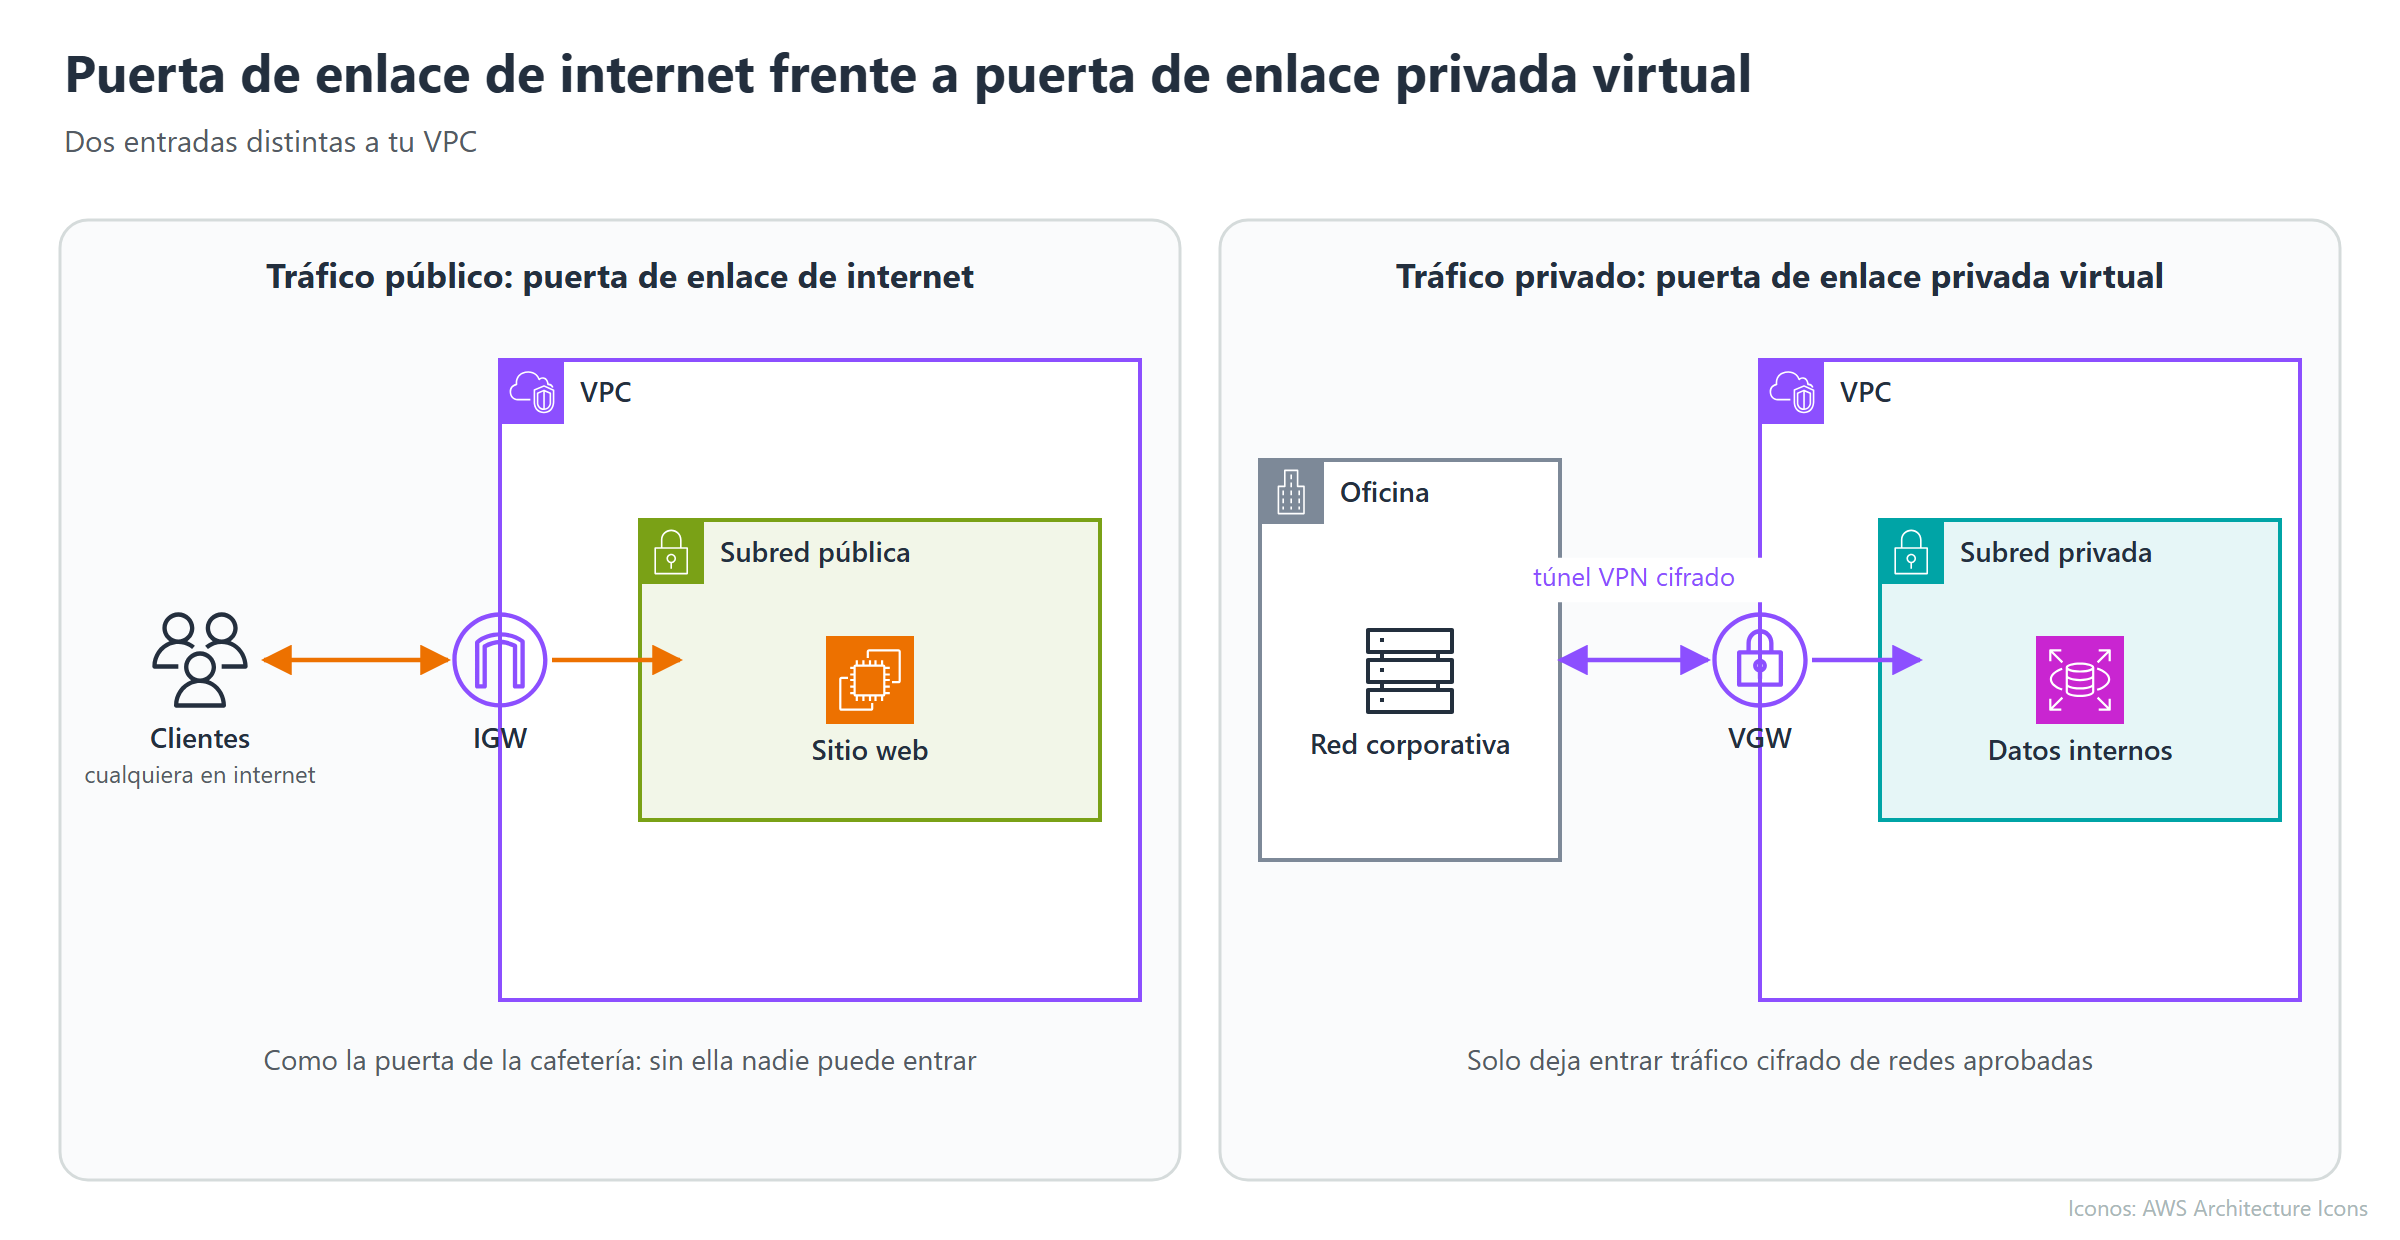 Puerta de enlace de internet frente a puerta de enlace privada virtual
Dos entradas distintas a tu VPC
Tráfico público: puerta de enlace de internet
VPC
Subred pública
Clientes
cualquiera en internet
IGW
Sitio web
Como la puerta de la cafetería: sin ella nadie puede entrar
Tráfico privado: puerta de enlace privada virtual
VPC
Oficina
Subred privada
túnel VPN cifrado
Red corporativa
VGW
Datos internos
Solo deja entrar tráfico cifrado de redes aprobadas
Iconos: AWS Architecture Icons